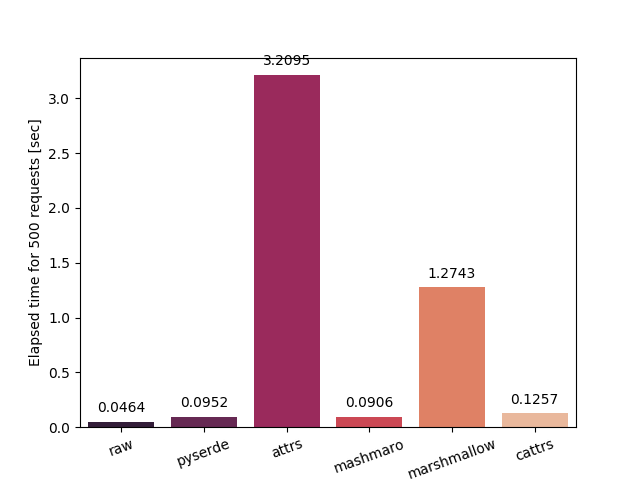 3.2095
3.0
2.5
2.0
1.5
1.0
0.5
0.0
Elapsed time for 500 requests [sec]
1.2743
0.0464
0.0952
0.0906
0.1257
raw
pyserde
attrs
mashmaro
marshmallow
cattrs